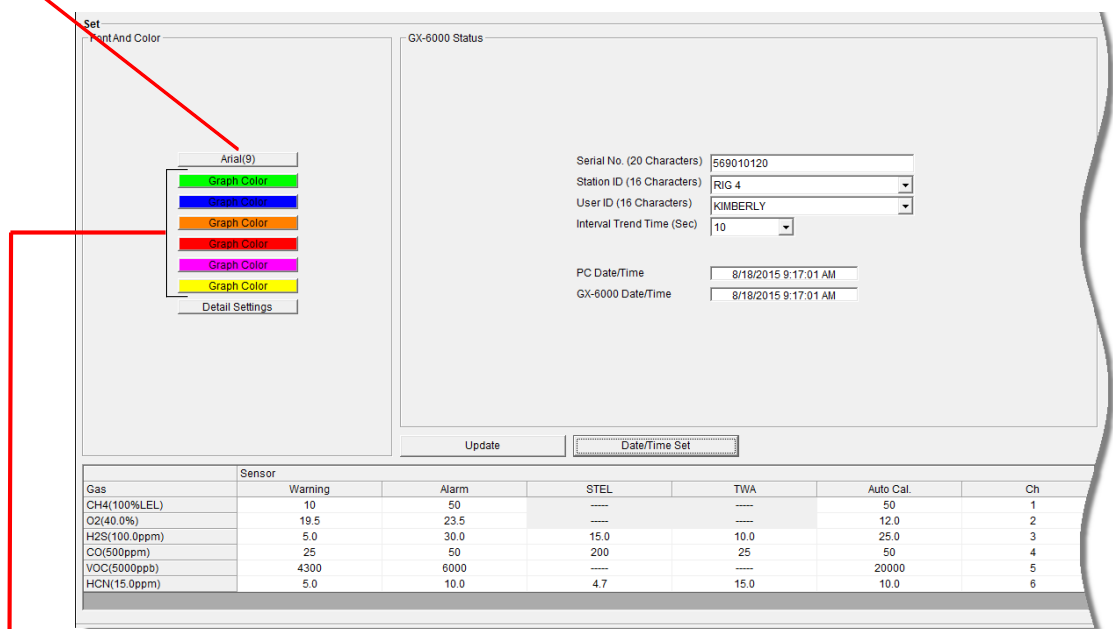 Set
Font And Color
GX-6000 Status
Arial(9)
Graph Color
Graph Color
Graph Color
Graph Color
Graph Color
Graph Color
Detail Settings
Serial No. (20 Characters) 569010120
Station ID (16 Characters) RIG 4
User ID (16 Characters) KIMBERLY
Interval Trend Time (Sec) 10
PC Date/Time 8/18/2015 9:17:01 AM
GX-6000 Date/Time 8/18/2015 9:17:01 AM
Update Date/Time Set
Sensor
Gas Warning Alarm STEL TWA Auto Cal. Ch
CH4(100%LEL) 10 50 ----- ----- 50 1
O2(40.0%) 19.5 23.5 ----- ----- 12.0 2
H2S(100.0ppm) 5.0 30.0 15.0 10.0 25.0 3
CO(500ppm) 25 50 200 25 50 4
VOC(5000ppb) 4300 6000 ----- ----- 20000 5
HCN(15.0ppm) 5.0 10.0 4.7 15.0 10.0 6